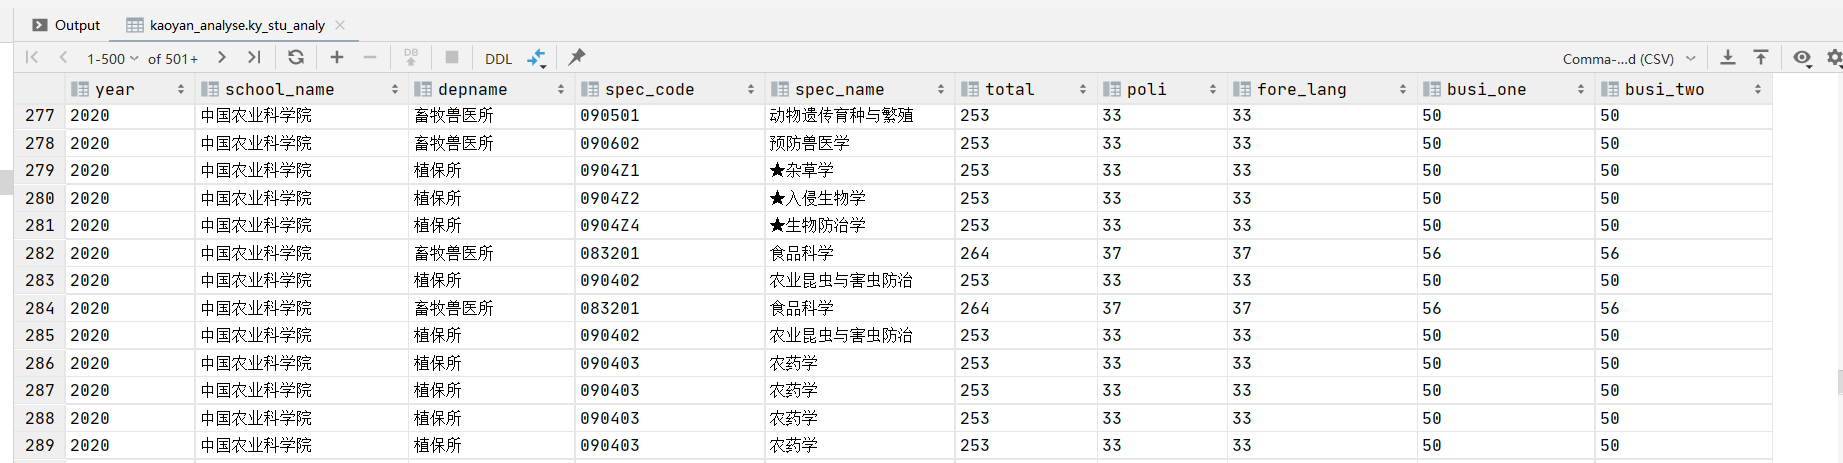 Output kaoyan_analyse.ky_stu_analy
1-500 of 501+ DB DDL Comma-...d (CSV)
year school_name depname spec_code spec_name total poli fore_lang busi_one busi_two
277 2020 中国农业科学院 畜牧兽医所 090501 动物遗传育种与繁殖 253 33 33 50 50
278 2020 中国农业科学院 畜牧兽医所 090602 预防兽医学 253 33 33 50 50
279 2020 中国农业科学院 植保所 0904Z1 ★杂草学 253 33 33 50 50
280 2020 中国农业科学院 植保所 0904Z2 ★入侵生物学 253 33 33 50 50
281 2020 中国农业科学院 植保所 0904Z4 ★生物防治学 253 33 33 50 50
282 2020 中国农业科学院 畜牧兽医所 083201 食品科学 264 37 37 56 56
283 2020 中国农业科学院 植保所 090402 农业昆虫与害虫防治 253 33 33 50 50
284 2020 中国农业科学院 畜牧兽医所 083201 食品科学 264 37 37 56 56
285 2020 中国农业科学院 植保所 090402 农业昆虫与害虫防治 253 33 33 50 50
286 2020 中国农业科学院 植保所 090403 农药学 253 33 33 50 50
287 2020 中国农业科学院 植保所 090403 农药学 253 33 33 50 50
288 2020 中国农业科学院 植保所 090403 农药学 253 33 33 50 50
289 2020 中国农业科学院 植保所 090403 农药学 253 33 33 50 50